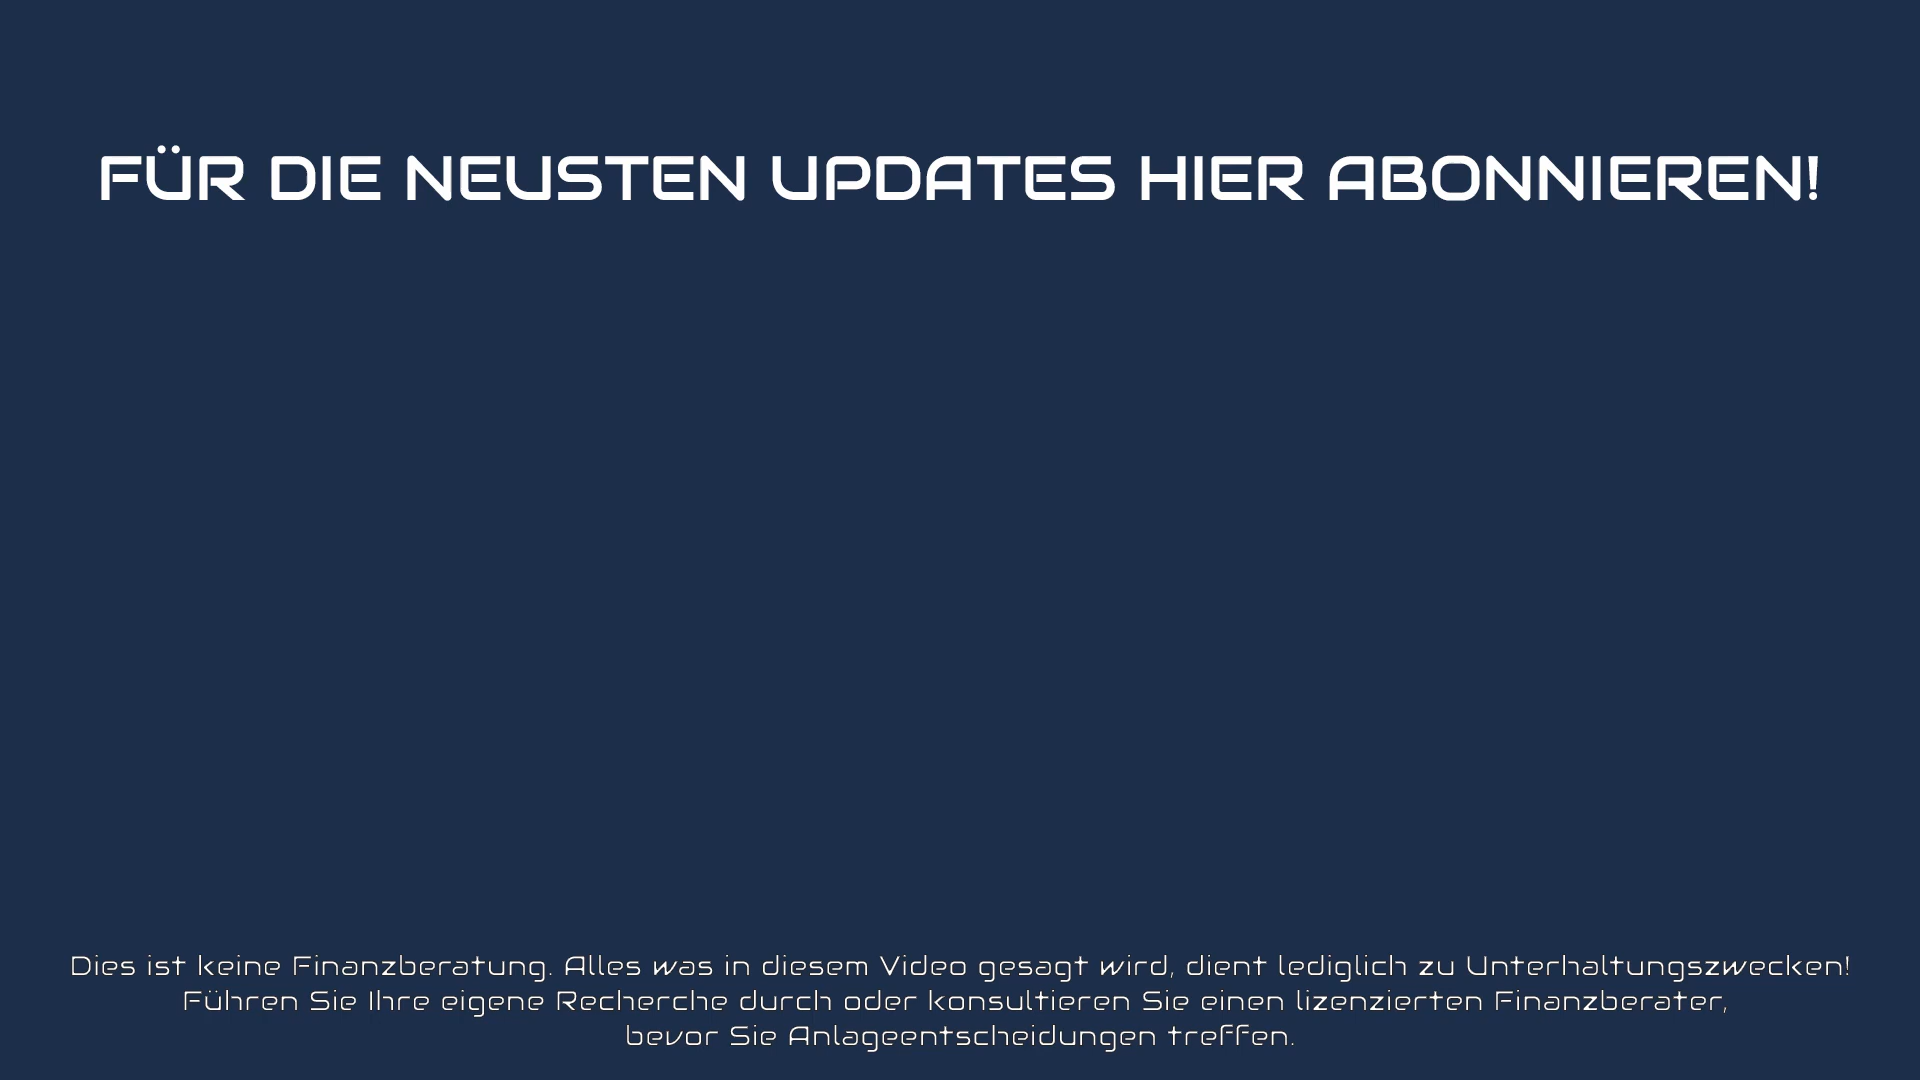 FÜR DIE NEUSTEN UPDATES HIER ABONNIEREN!
Dies ist keine Finanzberatung. Alles was in diesem Video gesagt wird, dient lediglich zu Unterhaltungszwecken!
Führen Sie Ihre eigene Recherche durch oder konsultieren Sie einen lizenzierten Finanzberater,
bevor Sie Anlageentscheidungen treffen.